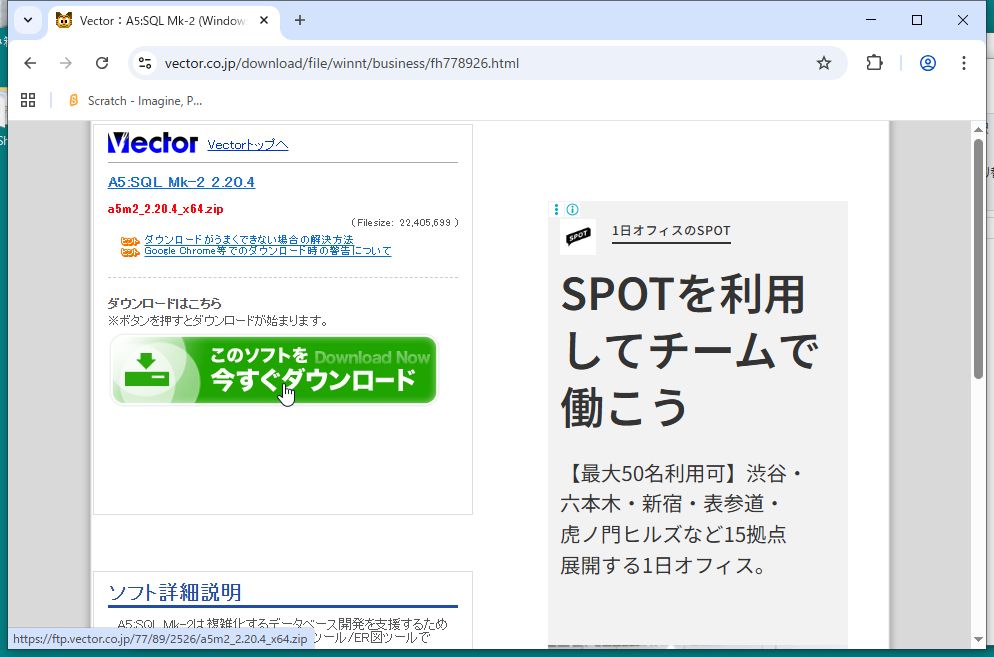 Vector：A5:SQL Mk-2 (Window
vector.co.jp/download/file/winnt/business/fh778926.html
Scratch - Imagine, P...
Vector Vectorトップへ
A5:SQL Mk-2 2.20.4
a5m2_2.20.4_x64.zip
( Filesize: 22,405,699 )
ダウンロードがうまくできない場合の解決方法
Google Chrome等でのダウンロード時の警告について
ダウンロードはこちら
※ボタンを押すとダウンロードが始まります。
このソフトを Download Now
今すぐダウンロード
ソフト詳細説明
A5:SQL Mk-2は複雑化するデータベース開発を支援するため
ツール/ER図ツールで
https://ftp.vector.co.jp/77/89/2526/a5m2_2.20.4_x64.zip
SPOT
1日オフィスのSPOT
SPOTを利用
してチームで
働こう
【最大50名利用可】渋谷・
六本木・新宿・表参道・
虎ノ門ヒルズなど15拠点
展開する1日オフィス。